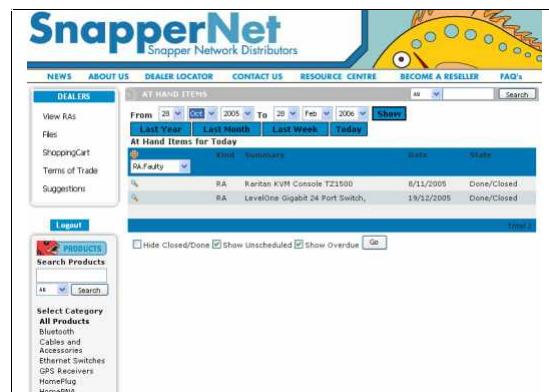 SnapperNet
Snapper Network Distributors
NEWS ABOUT US DEALER LOCATOR CONTACT US RESOURCE CENTRE BECOME A RESELLER FAQ's
DEALERS
View RAs
Files
ShoppingCart
Terms of Trade
Suggestions
Logout
PRODUCTS
Search Products
All Search
Select Category
All Products
Bluetooth
Cables and
Accessories
Ethernet Switches
GPS Receivers
HomePlug
HomePNA
AT HAND ITEMS
All Search
From 28 Oct 2005 To 28 Feb 2006 Show
Last Year Last Month Last Week Today
At Hand Items for Today
Kind Summary Date State
RA.Faulty
RA Raritan KVM Console TZ1500 8/11/2005 Done/Closed
RA LevelOne Gigabit 24 Port Switch, 19/12/2005 Done/Closed
Total 2
Hide Closed/Done Show Unscheduled Show Overdue Go